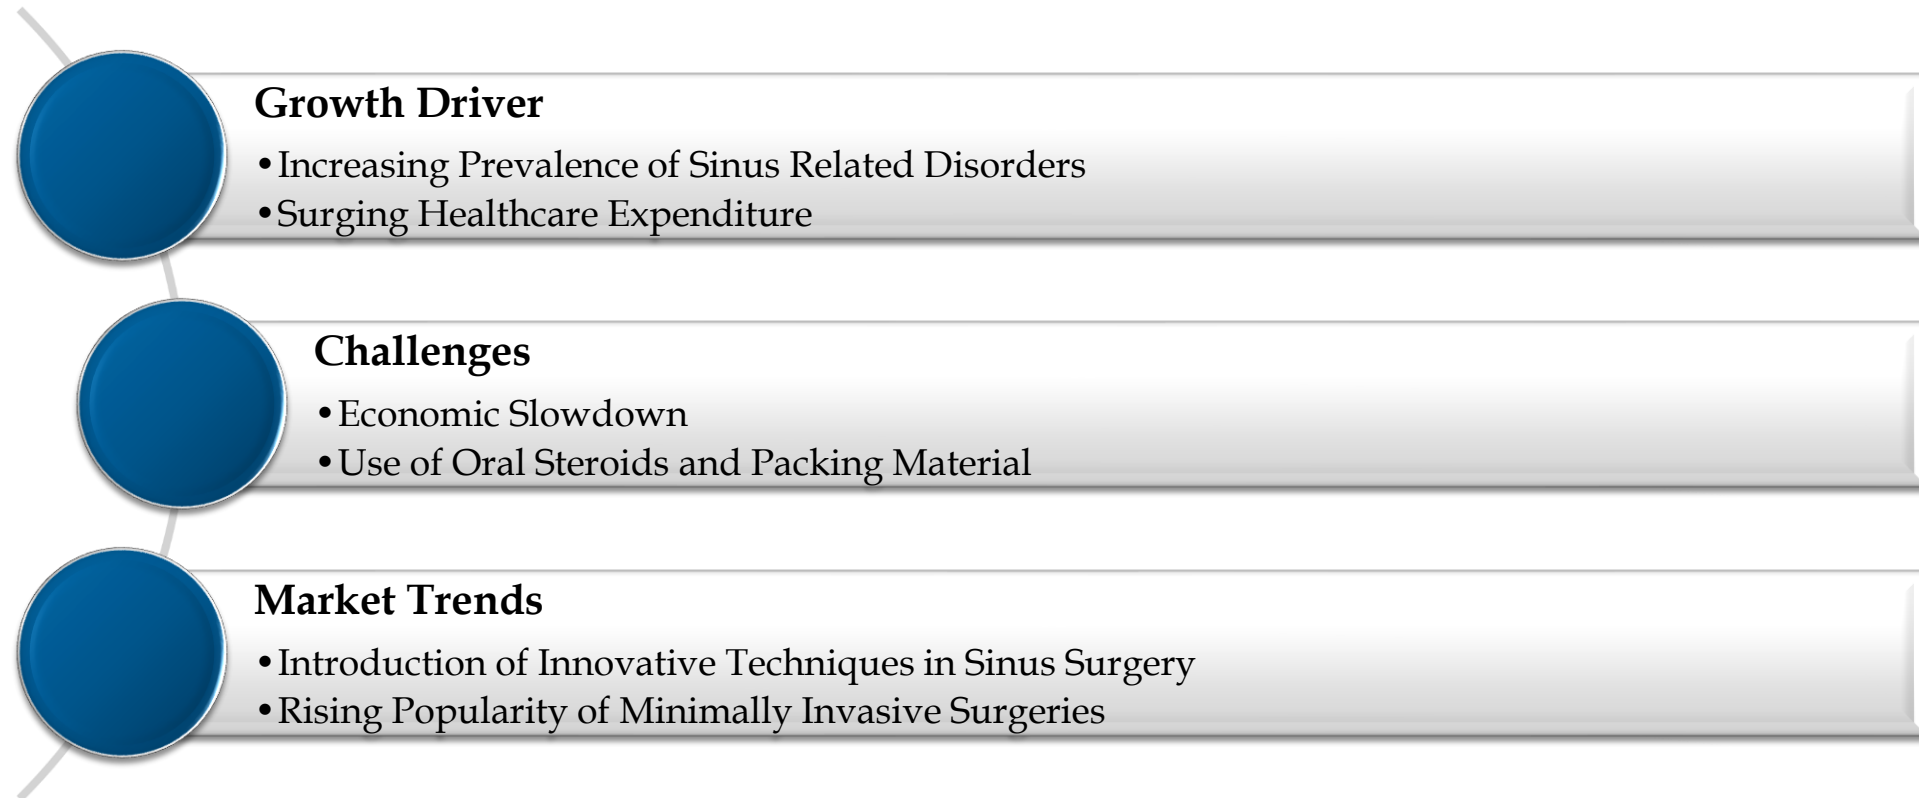 Growth Driver
•Increasing Prevalence of Sinus Related Disorders
•Surging Healthcare Expenditure
Challenges
•Economic Slowdown
•Use of Oral Steroids and Packing Material
Market Trends
•Introduction of Innovative Techniques in Sinus Surgery
•Rising Popularity of Minimally Invasive Surgeries